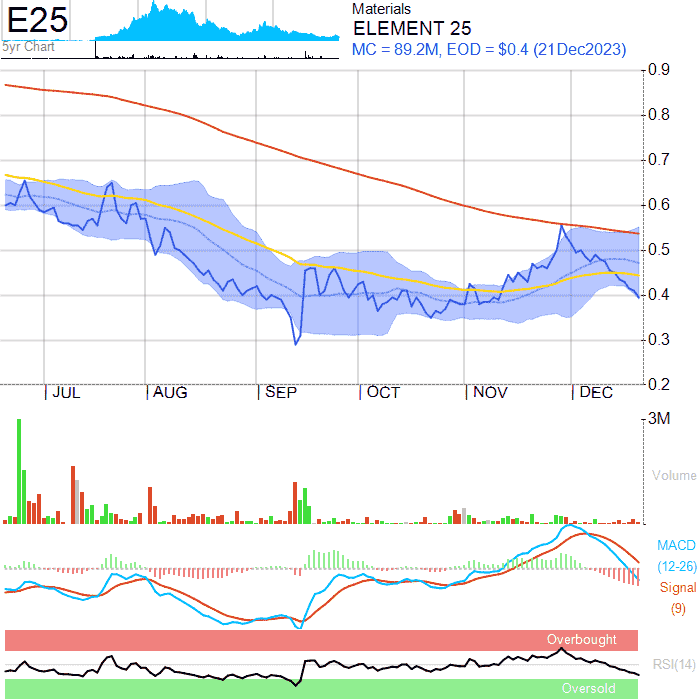 E25
5yr Chart
Materials
ELEMENT 25
MC = 89.2M, EOD = $0.4 (21Dec2023)
0.9
0.8
0.7
0.6
0.5
0.4
0.3
0.2
JUL AUG SEP OCT NOV DEC
3M
Volume
MACD
(12-26)
Signal
(9)
Overbought
RSI(14)
Oversold